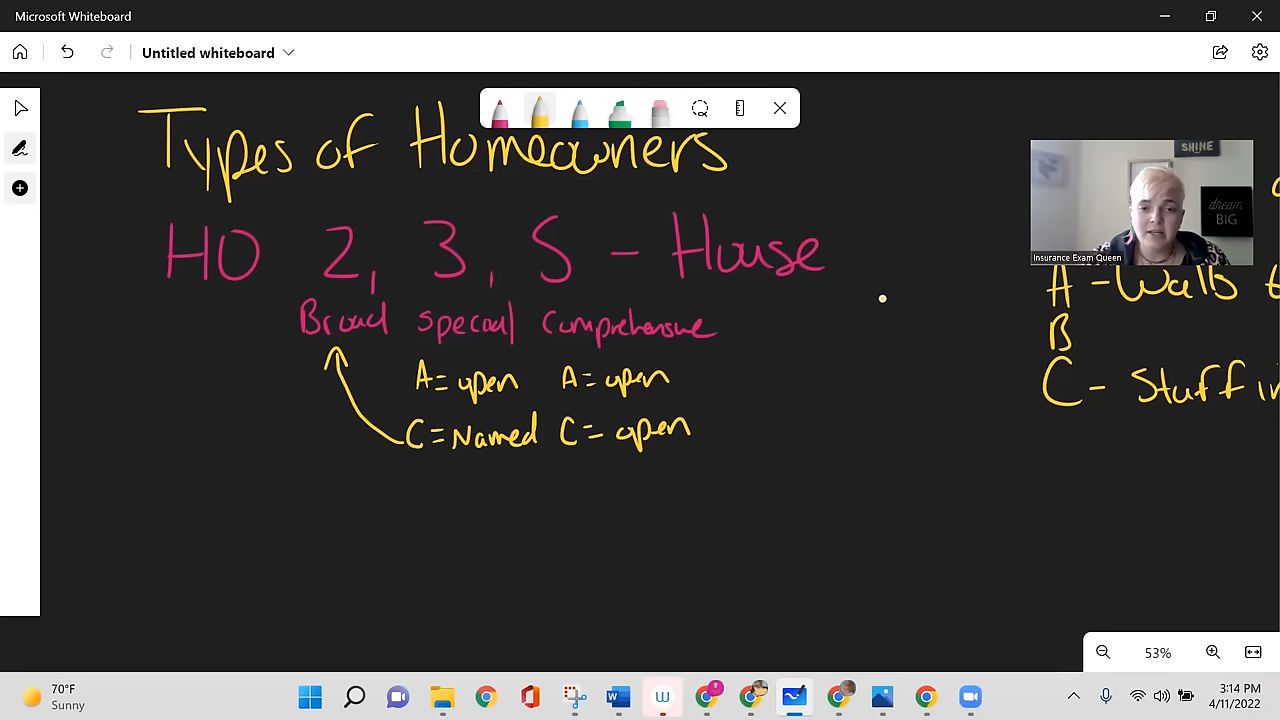 Microsoft Whiteboard
Untitled whiteboard
Types of Homeowners
HO 2, 3, 5 - House
Broad special comprehensive
A = open A = open
C = Named C = open
SHINE
dream
BIG
Insurance Exam Queen
A - Walls
B
C - Stuff in
53%
70°F
Sunny
3:14 PM
4/11/2022